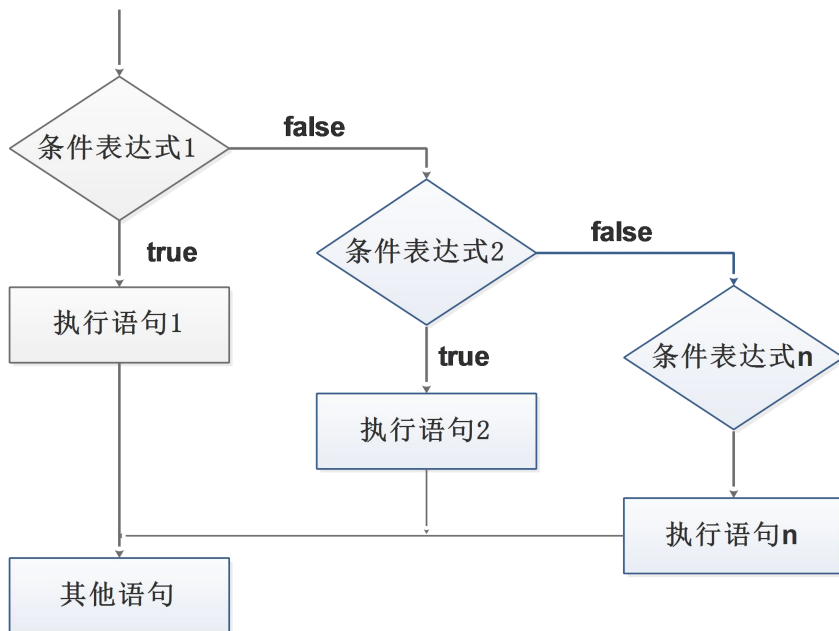 条件表达式1
false
true
条件表达式2
false
执行语句1
true
条件表达式n
执行语句2
执行语句n
其他语句